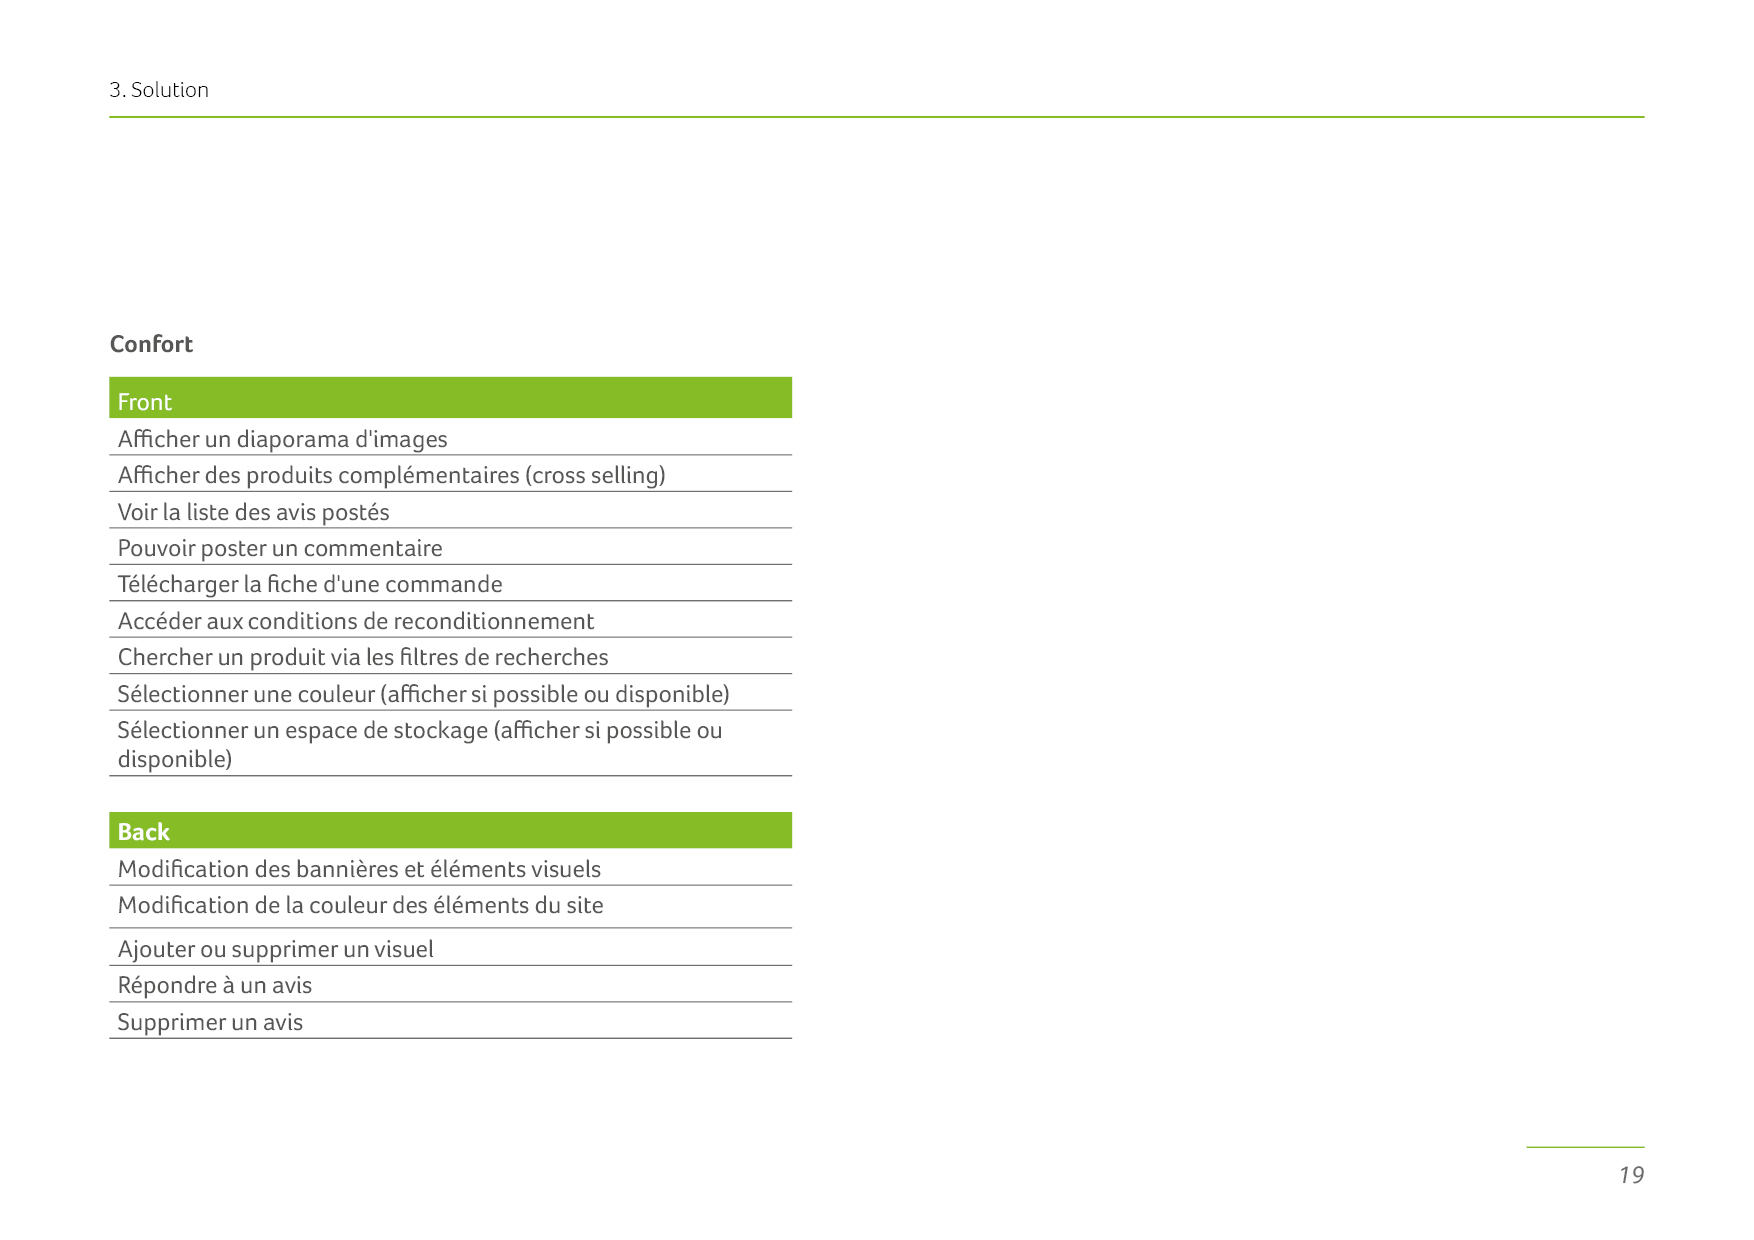 3. Solution
Confort
Front
Afficher un diaporama d'images
Afficher des produits complémentaires (cross selling)
Voir la liste des avis postés
Pouvoir poster un commentaire
Télécharger la fiche d'une commande
Accéder aux conditions de reconditionnement
Chercher un produit via les filtres de recherches
Sélectionner une couleur (afficher si possible ou disponible)
Sélectionner un espace de stockage (afficher si possible ou
disponible)
Back
Modification des bannières et éléments visuels
Modification de la couleur des éléments du site
Ajouter ou supprimer un visuel
Répondre à un avis
Supprimer un avis
19